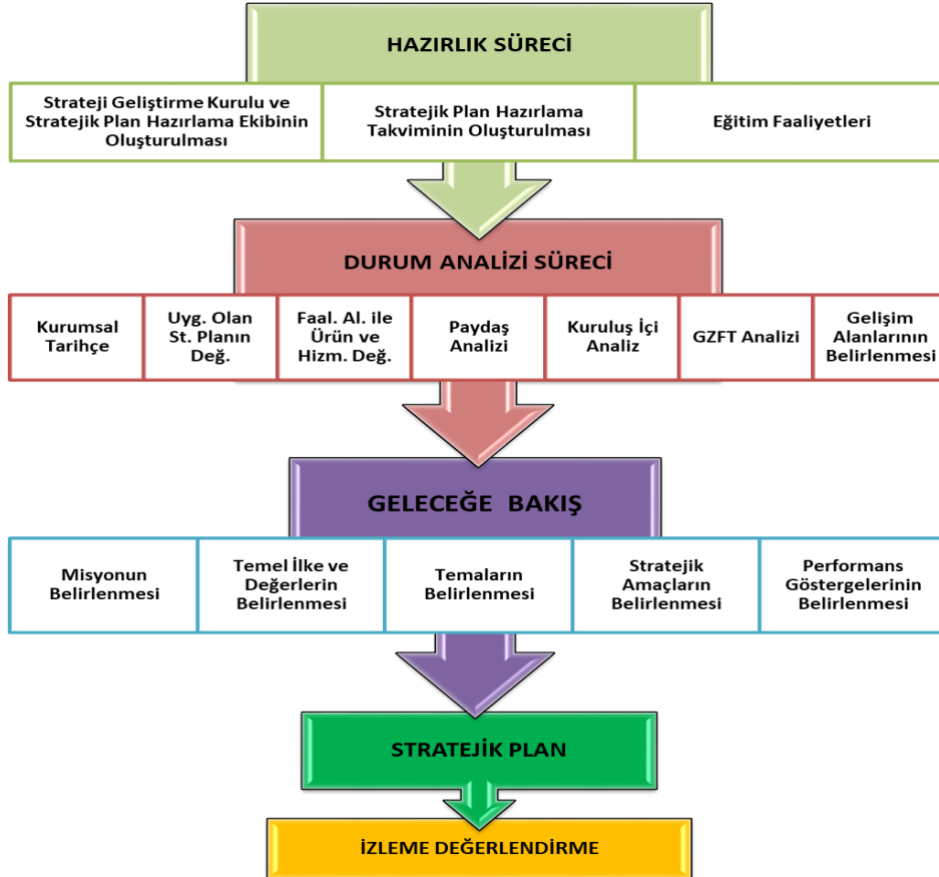 HAZIRLIK SÜRECİ
Strateji Geliştirme Kurulu ve
Stratejik Plan Hazırlama Ekibinin
Oluşturulması
Stratejik Plan Hazırlama
Takviminin Oluşturulması
Eğitim Faaliyetleri
DURUM ANALİZİ SÜRECİ
Kurumsal
Tarihçe
Uyg. Olan
St. Planın
Değ.
Faal. Al. ile
Ürün ve
Hizm. Değ.
Paydaş
Analizi
Kuruluş İçi
Analiz
GZFT Analizi
Gelişim
Alanlarının
Belirlenmesi
GELECEĞE BAKIŞ
Misyonun
Belirlenmesi
Temel İlke ve
Değerlerin
Belirlenmesi
Temaların
Belirlenmesi
Stratejik
Amaçların
Belirlenmesi
Performans
Göstergelerinin
Belirlenmesi
STRATEJİK PLAN
İZLEME DEĞERLENDİRME